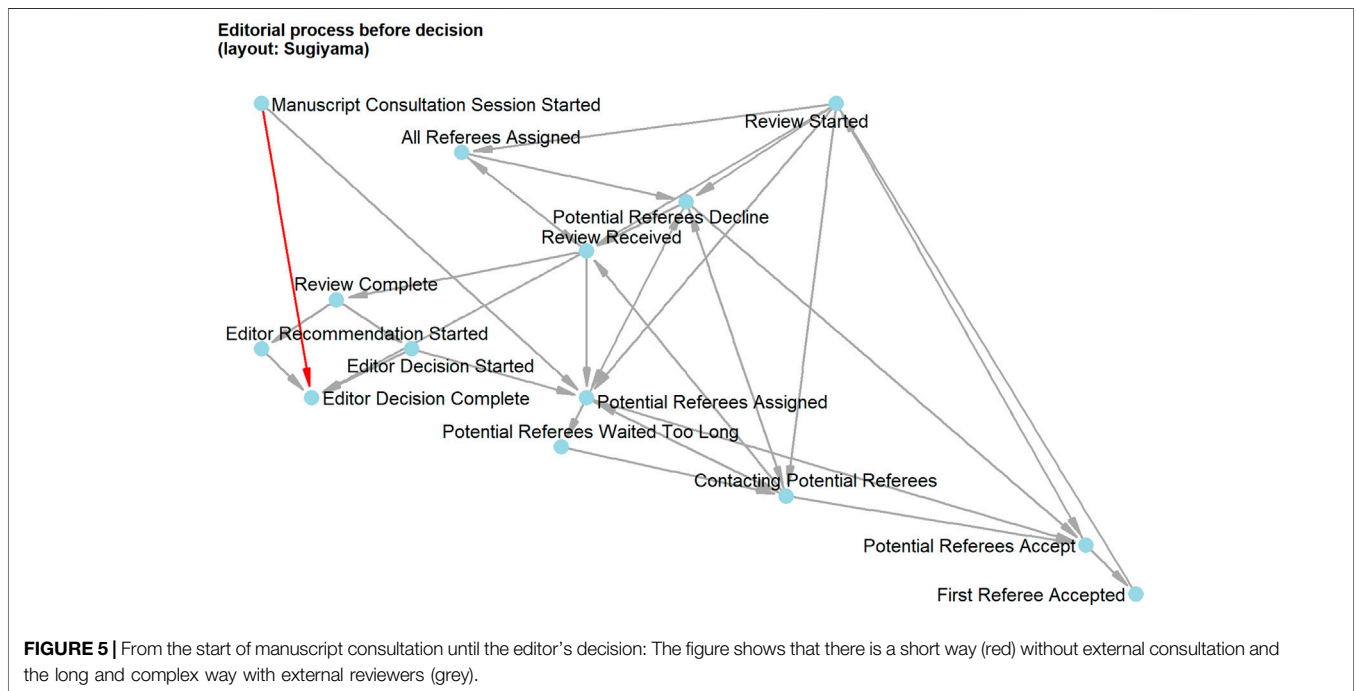 Editorial process before decision
(layout: Sugiyama)
Manuscript Consultation Session Started
Review Started
All Referees Assigned
Potential Referees Decline
Review Received
Review Complete
Editor Recommendation Started
Editor Decision Started
Editor Decision Complete
Potential Referees Assigned
Potential Referees Waited Too Long
Contacting Potential Referees
Potential Referees Accept
First Referee Accepted
FIGURE 5 | From the start of manuscript consultation until the editor’s decision: The figure shows that there is a short way (red) without external consultation and
the long and complex way with external reviewers (grey).